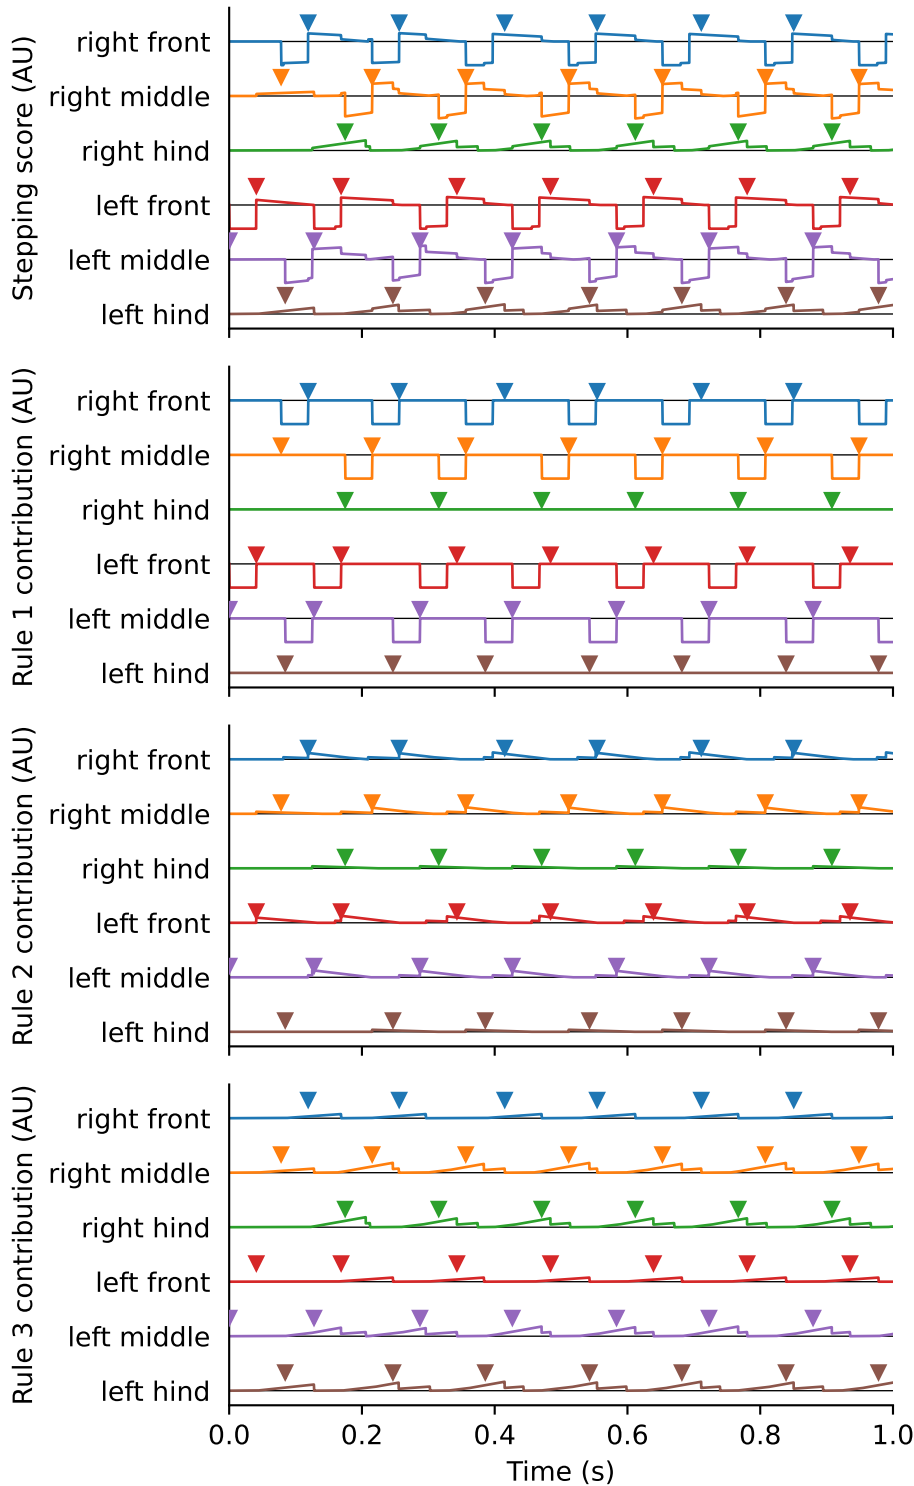 Stepping score (AU)
right front
right middle
right hind
left front
left middle
left hind
Rule 1 contribution (AU)
right front
right middle
right hind
left front
left middle
left hind
Rule 2 contribution (AU)
right front
right middle
right hind
left front
left middle
left hind
Rule 3 contribution (AU)
right front
right middle
right hind
left front
left middle
left hind
0.0 0.2 0.4 0.6 0.8 1.0
Time (s)